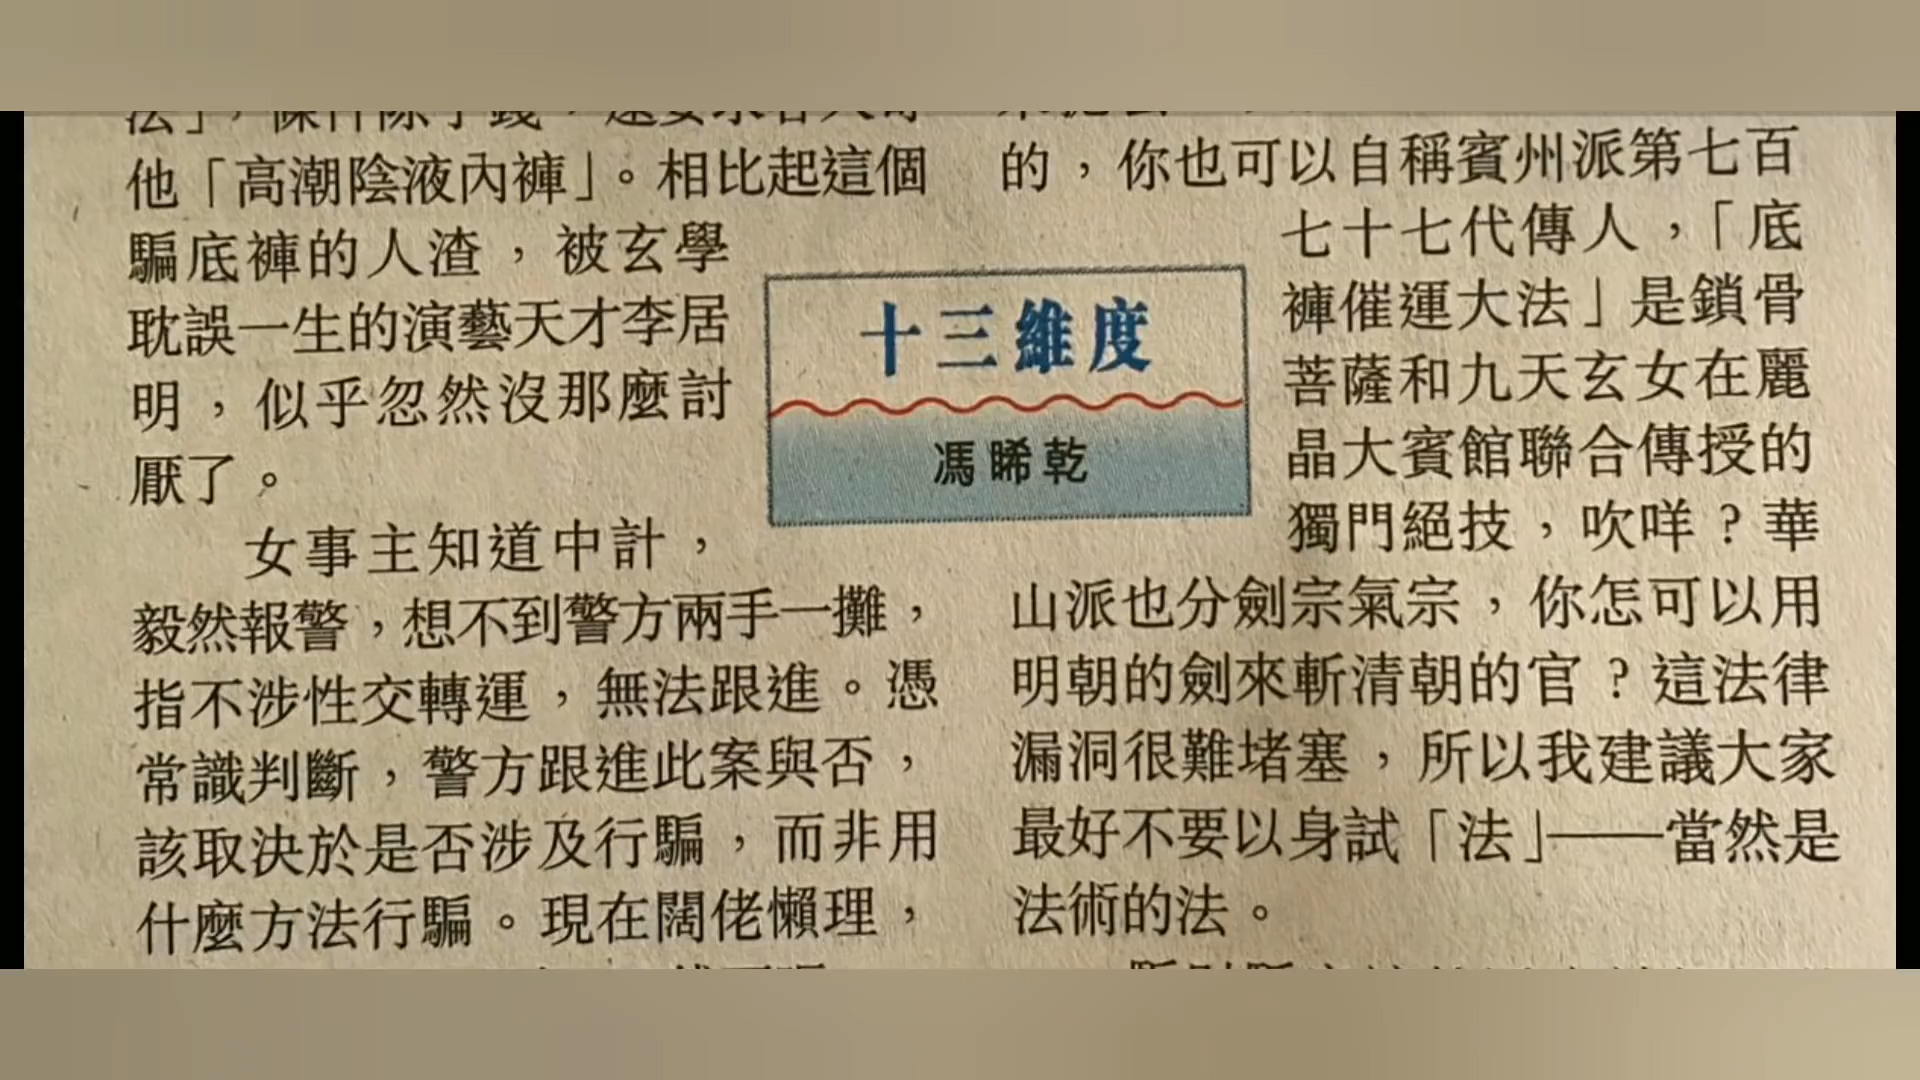 他「高潮陰液內褲」。相比起這個
騙底褲的人渣，被玄學
耽誤一生的演藝天才李居
明，似乎忽然沒那麼討
厭了。
女事主知道中計，
毅然報警，想不到警方兩手一攤，
指不涉性交轉運，無法跟進。憑
常識判斷，警方跟進此案與否，
該取決於是否涉及行騙，而非用
什麼方法行騙。現在闊佬懶理，
十三維度
馮睎乾
的，你也可以自稱賓州派第七百
七十七代傳人，「底
褲催運大法」是鎖骨
菩薩和九天玄女在麗
晶大賓館聯合傳授的
獨門絕技，吹咩？華
山派也分劍宗氣宗，你怎可以用
明朝的劍來斬清朝的官？這法律
漏洞很難堵塞，所以我建議大家
最好不要以身試「法」——當然是
法術的法。